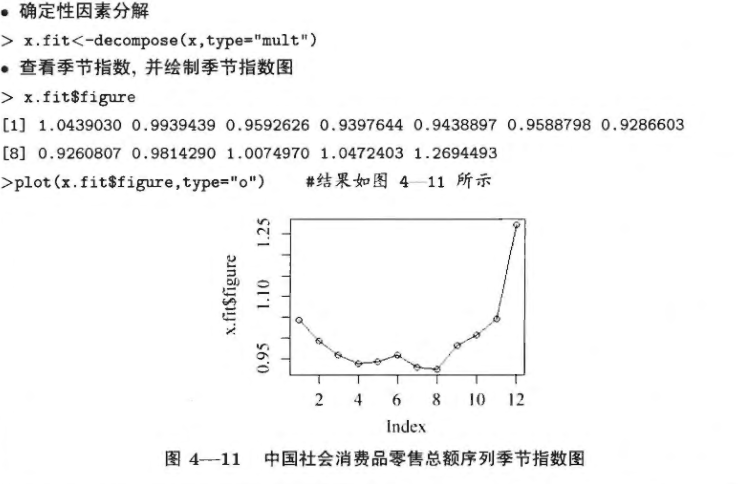 • 确定性因素分解
> x.fit<-decompose(x,type="mult")
• 查看季节指数, 并绘制季节指数图
> x.fit$figure
[1] 1.0439030 0.9939439 0.9592626 0.9397644 0.9438897 0.9588798 0.9286603
[8] 0.9260807 0.9814290 1.0074970 1.0472403 1.2694493
>plot(x.fit$figure,type="o") #结果如图 4—11 所示
x.fit$figure
1.25
1.10
0.95
2 4 6 8 10 12
Index
图 4—11 中国社会消费品零售总额序列季节指数图